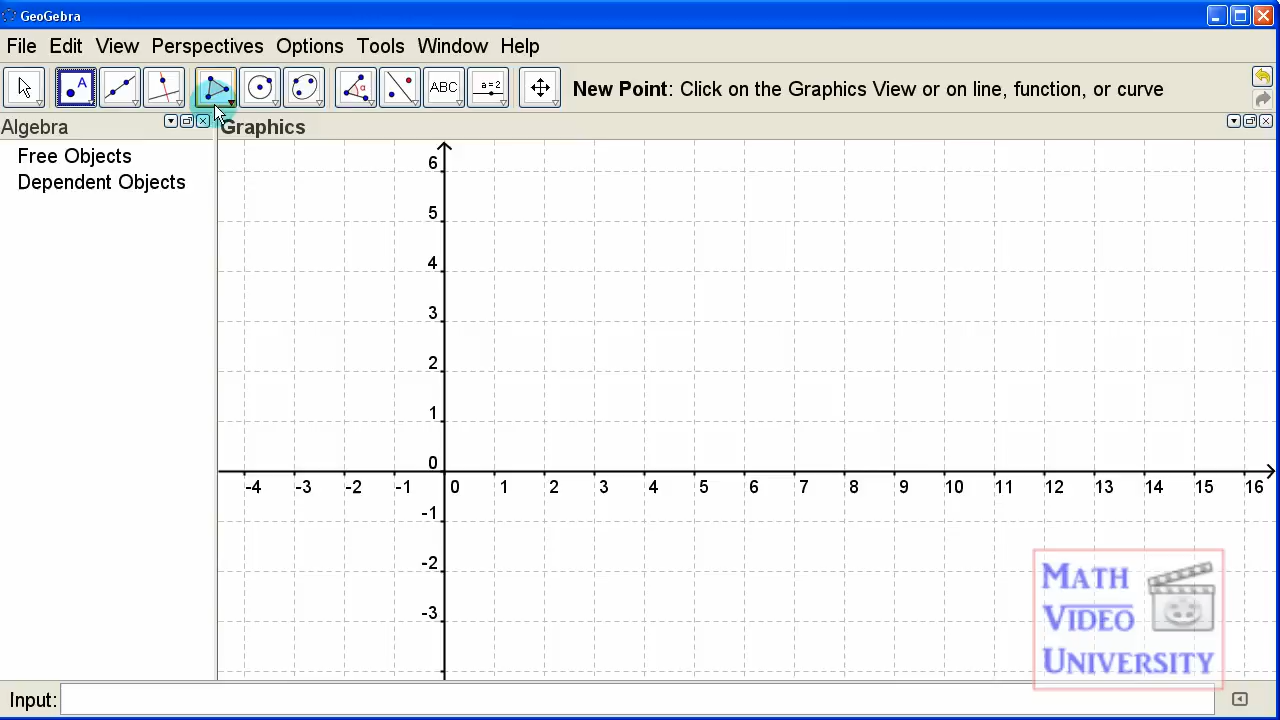 GeoGebra
File Edit View Perspectives Options Tools Window Help
A α ABC a=2 New Point: Click on the Graphics View or on line, function, or curve
Algebra Graphics
Free Objects
Dependent Objects
6
5
4
3
2
1
0
-4 -3 -2 -1 0 1 2 3 4 5 6 7 8 9 10 11 12 13 14 15 16
-1
-2
-3
MATH
VIDEO
UNIVERSITY
Input: